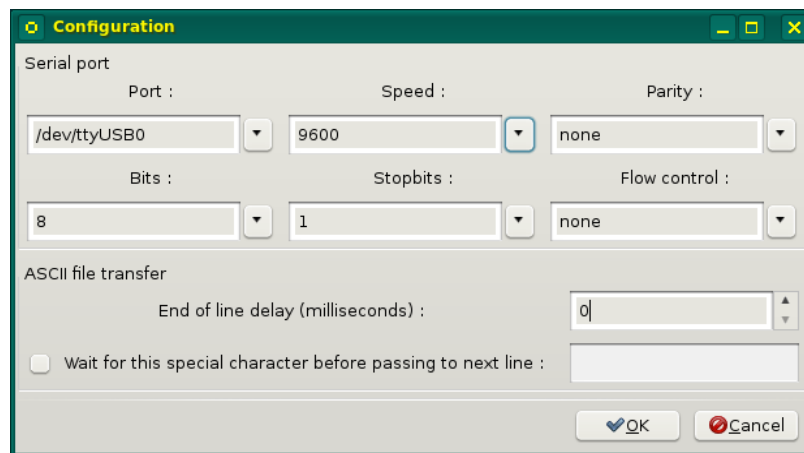 Configuration
Serial port
Port : Speed : Parity :
/dev/ttyUSB0 9600 none
Bits : Stopbits : Flow control :
8 1 none
ASCII file transfer
End of line delay (milliseconds) : 0
Wait for this special character before passing to next line :
OK Cancel